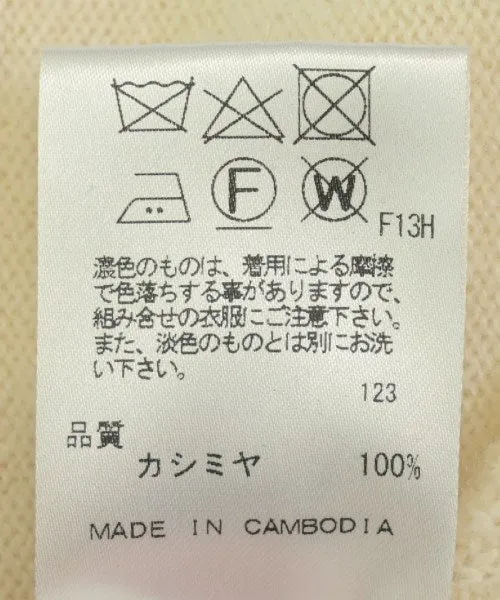 F
W
F13H
濃色のものは、着用による摩擦
で色落ちする事がありますので、
組み合せの衣服にご注意下さい。
また、淡色のものとは別にお洗
い下さい。
123
品質
カシミヤ 100%
MADE IN CAMBODIA